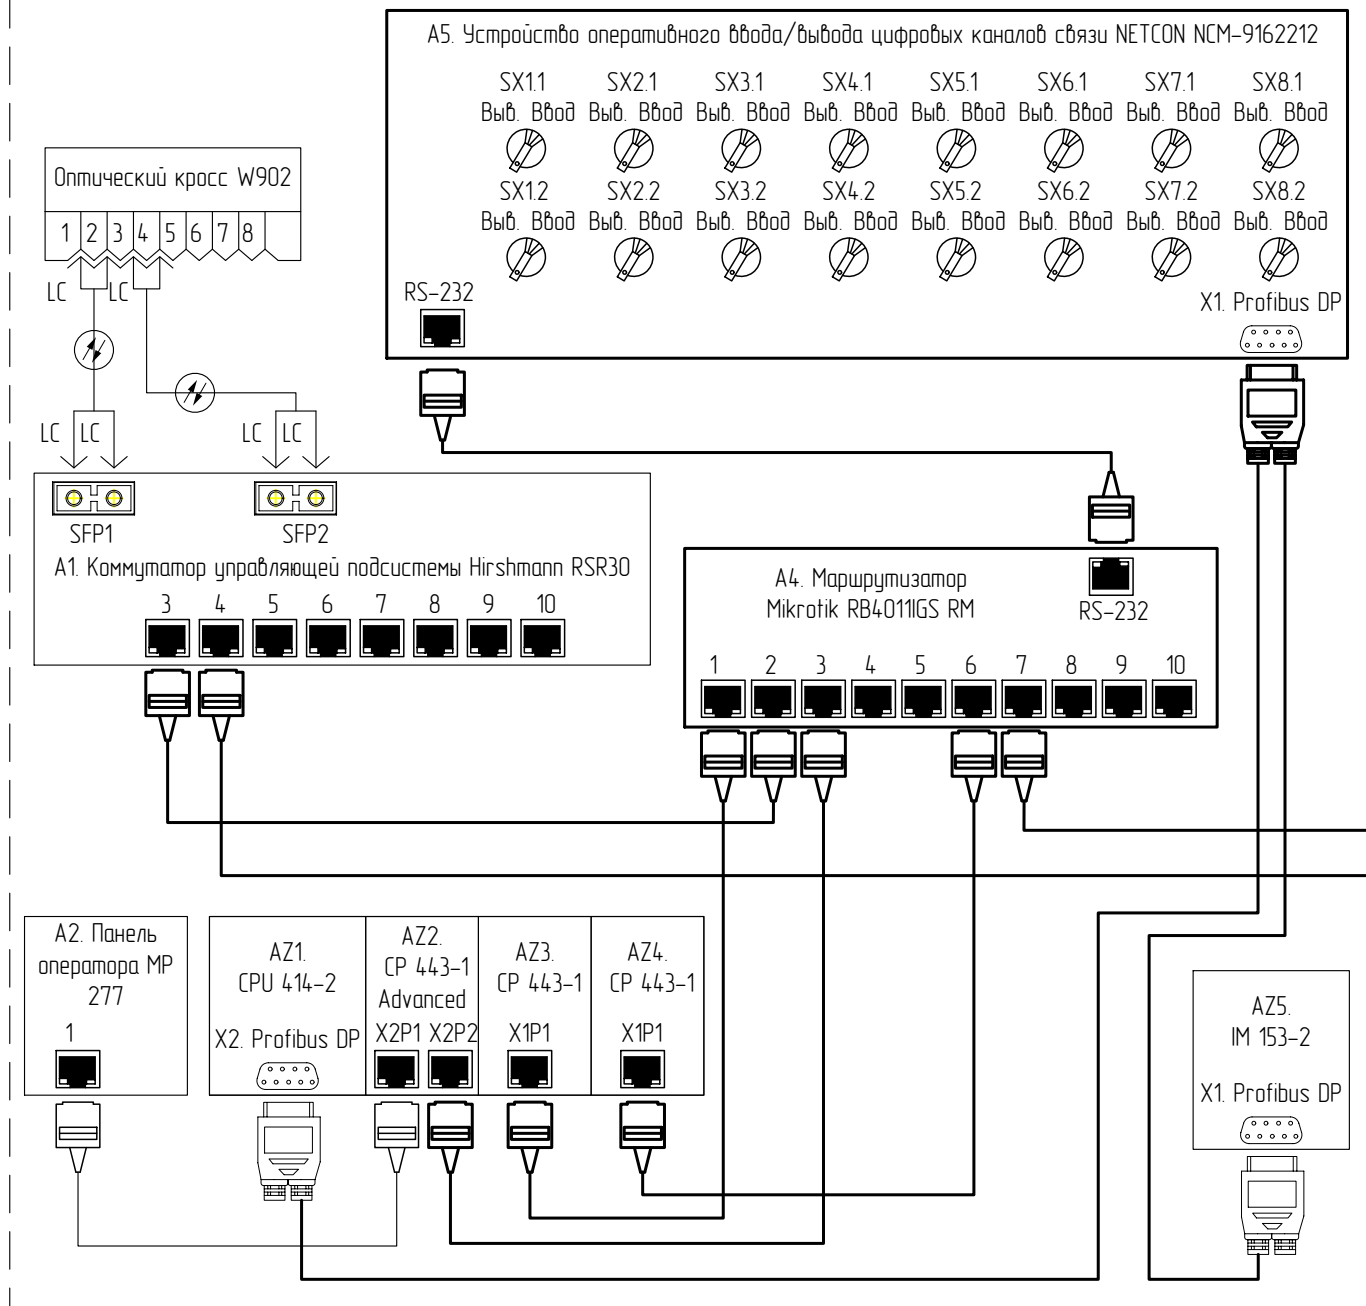 А5. Устройство оперативного ввода/вывода цифровых каналов связи NETCON NCM-9162212
SX1.1 SX2.1 SX3.1 SX4.1 SX5.1 SX6.1 SX7.1 SX8.1
Выв. Ввод Выв. Ввод Выв. Ввод Выв. Ввод Выв. Ввод Выв. Ввод Выв. Ввод Выв. Ввод
SX1.2 SX2.2 SX3.2 SX4.2 SX5.2 SX6.2 SX7.2 SX8.2
Выв. Ввод Выв. Ввод Выв. Ввод Выв. Ввод Выв. Ввод Выв. Ввод Выв. Ввод Выв. Ввод
RS-232
X1. Profibus DP
Оптический кросс W902
1 2 3 4 5 6 7 8
LC LC
LC LC LC LC
SFP1 SFP2
А1. Коммутатор управляющей подсистемы Hirshmann RSR30
3 4 5 6 7 8 9 10
А4. Маршрутизатор
Mikrotik RB4011IGS RM
RS-232
1 2 3 4 5 6 7 8 9 10
А2. Панель
оператора MP
277
1
AZ1.
CPU 414-2
X2. Profibus DP
AZ2.
CP 443-1
Advanced
X2P1 X2P2
AZ3.
CP 443-1
X1P1
AZ4.
CP 443-1
X1P1
AZ5.
IM 153-2
X1. Profibus DP